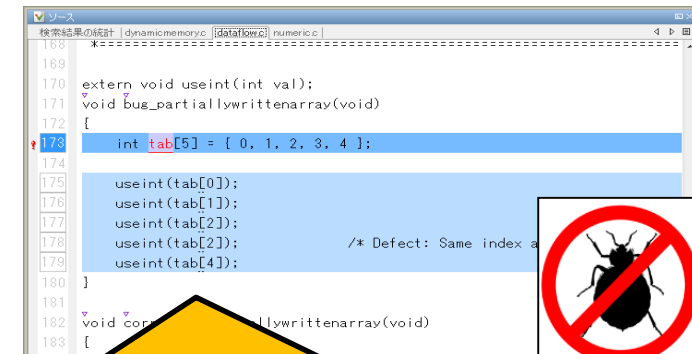 ソース
検索結果の統計 | dynamicmemory.c | dataflow.c | numeric.c |
168 *=====================================================
169
170 extern void useint(int val);
171 void bug_partiallywrittenarray(void)
172 {
173 int tab[5] = { 0, 1, 2, 3, 4 };
174
175 useint(tab[0]);
176 useint(tab[1]);
177 useint(tab[2]);
178 useint(tab[2]); /* Defect: Same index a
179 useint(tab[4]);
180 }
181
182 void cor lywrittenarray(void)
183 {